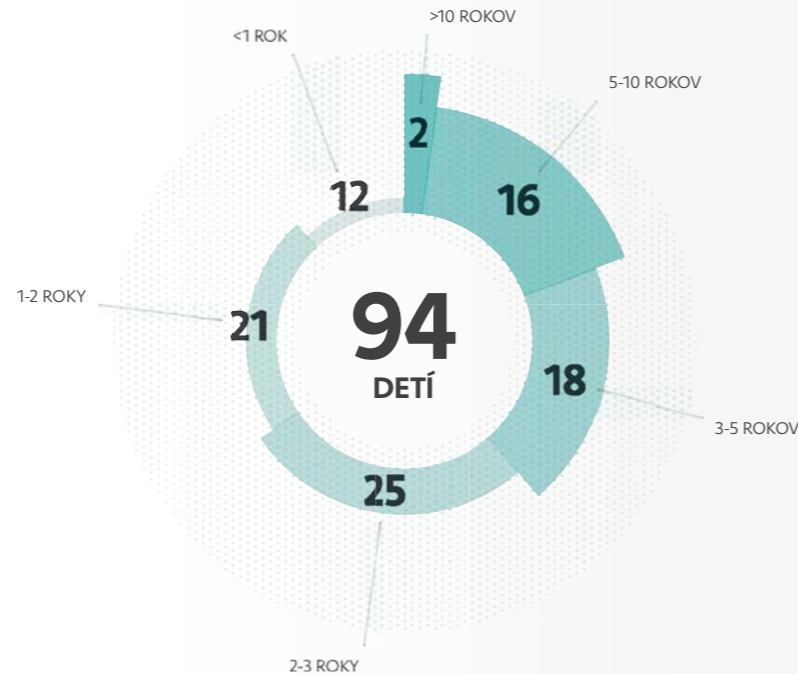 >10 ROKOV
<1 ROK
5-10 ROKOV
2
12
16
1-2 ROKY
21
94
DETÍ
18
3-5 ROKOV
25
2-3 ROKY